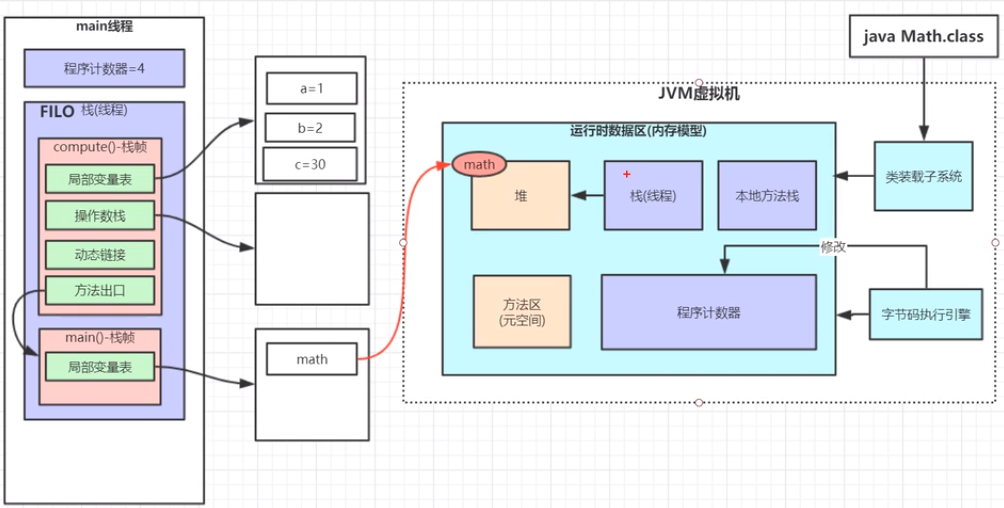 main线程
程序计数器=4
FILO 栈(线程)
compute()-栈帧
局部变量表
操作数栈
动态链接
方法出口
main()-栈帧
局部变量表
a=1
b=2
c=30
math
java Math.class
JVM虚拟机
运行时数据区(内存模型)
math
堆
栈(线程)
本地方法栈
类装载子系统
修改
方法区
(元空间)
程序计数器
字节码执行引擎